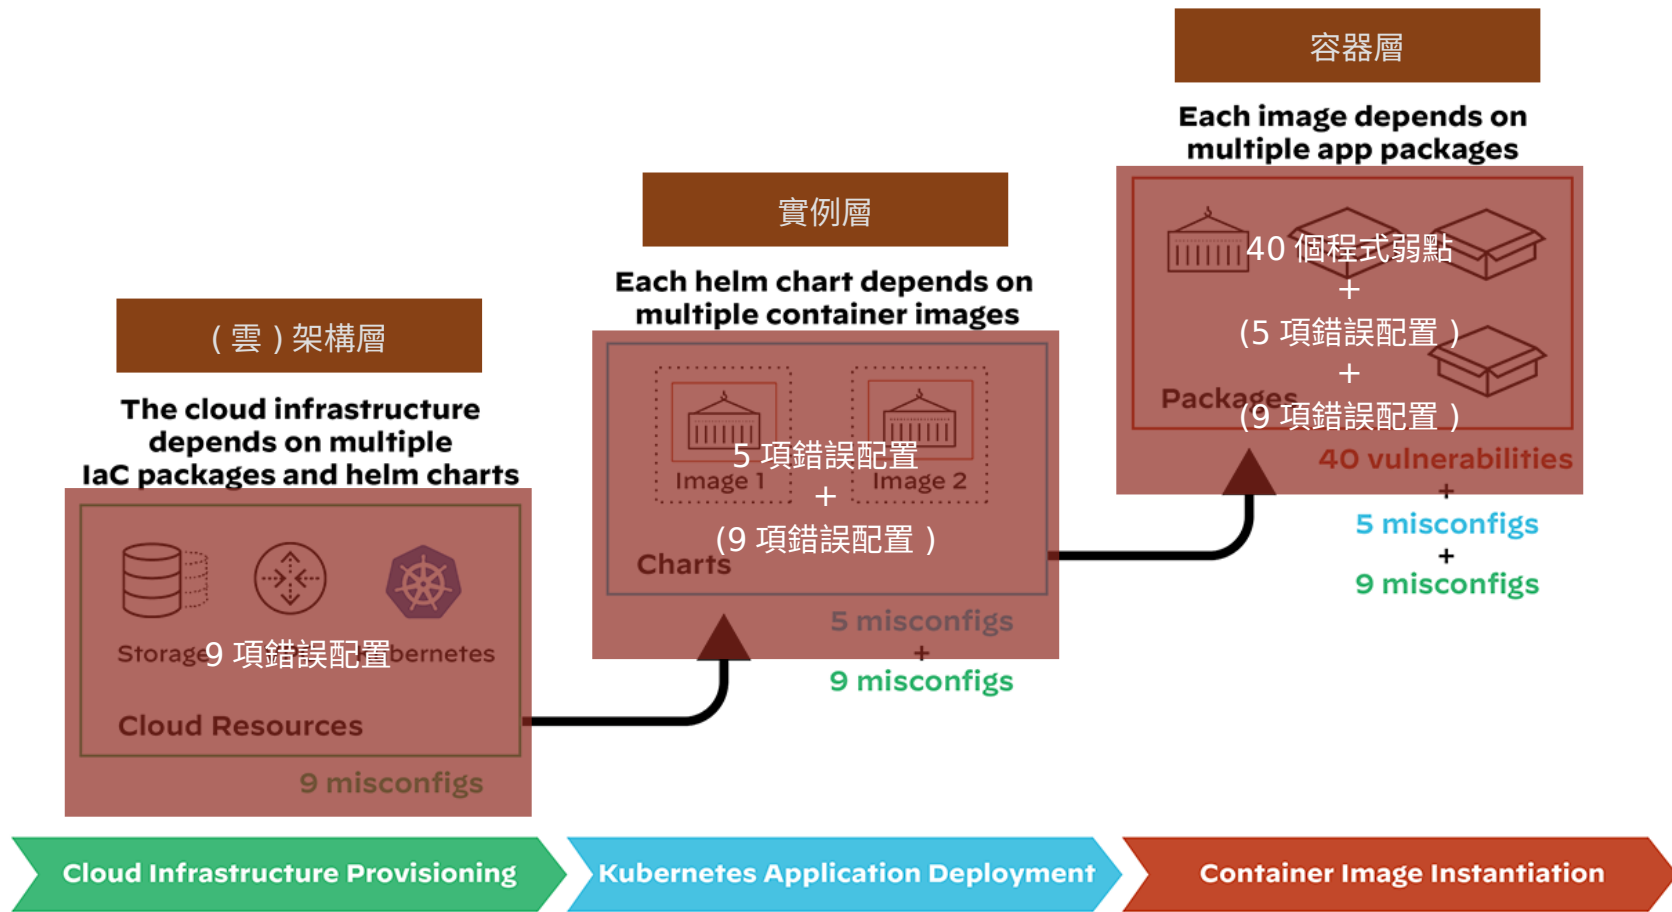 容器層
Each image depends on
multiple app packages
40 個程式弱點
+
(5 項錯誤配置 )
+
(9 項錯誤配置 )
Packages
40 vulnerabilities
+
5 misconfigs
+
9 misconfigs
實例層
Each helm chart depends on
multiple container images
5 項錯誤配置
Image 1
Image 2
+
(9 項錯誤配置 )
Charts
5 misconfigs
+
9 misconfigs
( 雲 ) 架構層
The cloud infrastructure
depends on multiple
IaC packages and helm charts
Storage
9 項錯誤配置
Kubernetes
Cloud Resources
9 misconfigs
Cloud Infrastructure Provisioning
Kubernetes Application Deployment
Container Image Instantiation